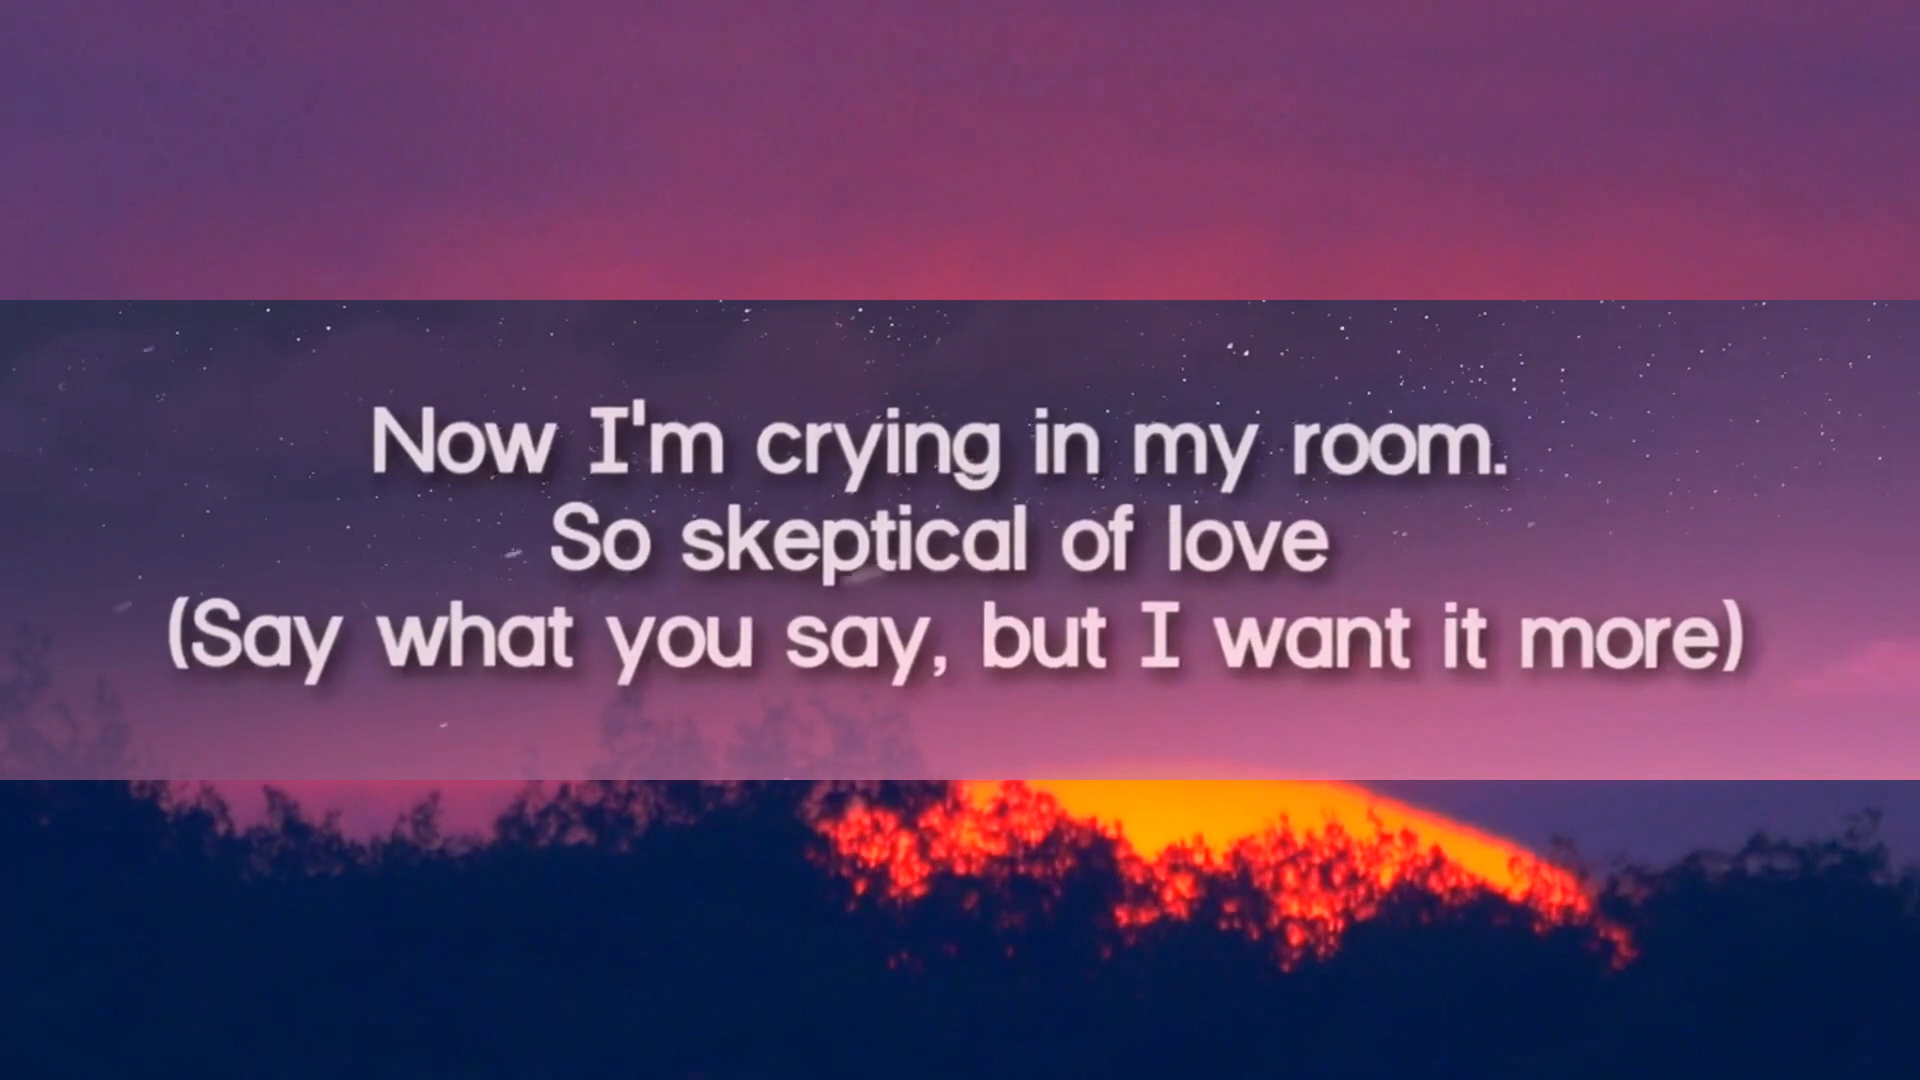 Now I'm crying in my room.
So skeptical of love
(Say what you say, but I want it more)